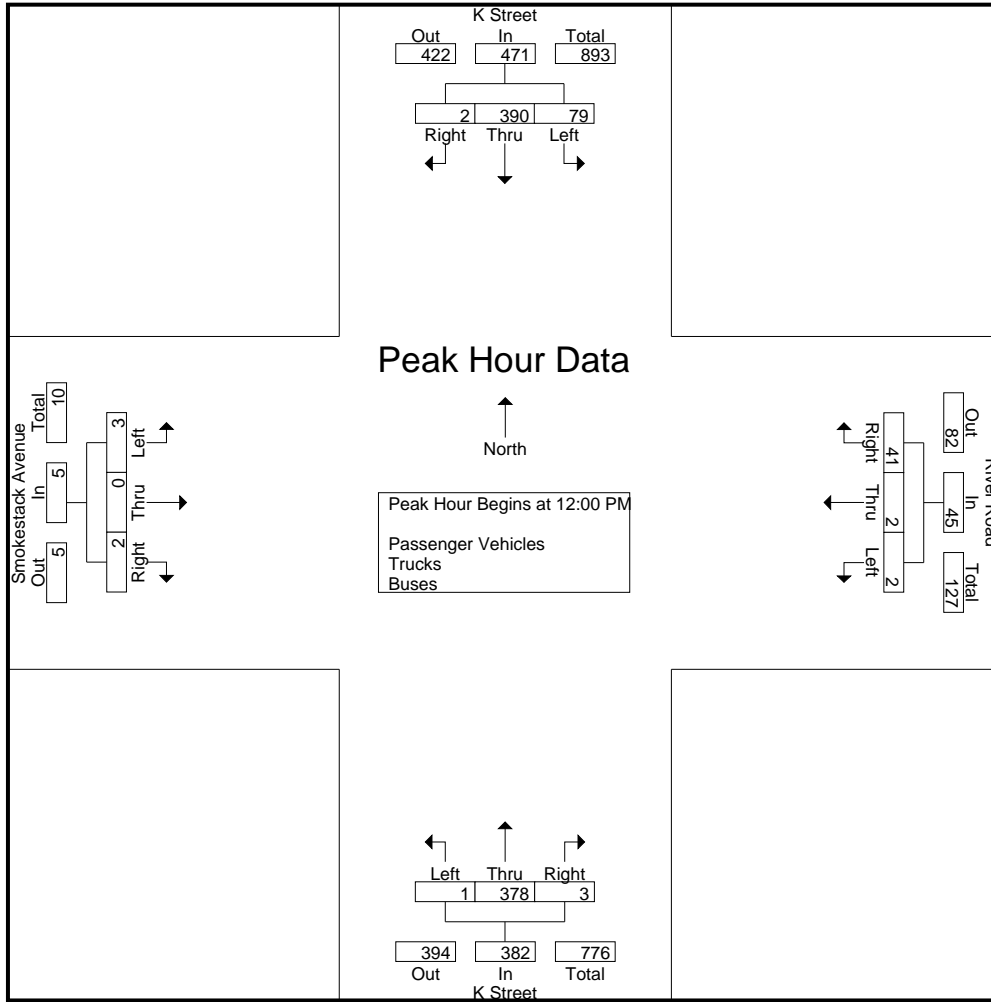 K Street
Out In Total
422 471 893
2 390 79
Right Thru Left
Peak Hour Data
North
Peak Hour Begins at 12:00 PM
Passenger Vehicles
Trucks
Buses
Smokestack Avenue
Total In Out
10 5 5
3 0 2
Left Thru Right
Right Thru Left
41 2 2
Out In Total
82 45 127
River Road
Left Thru Right
1 378 3
394 382 776
Out In Total
K Street